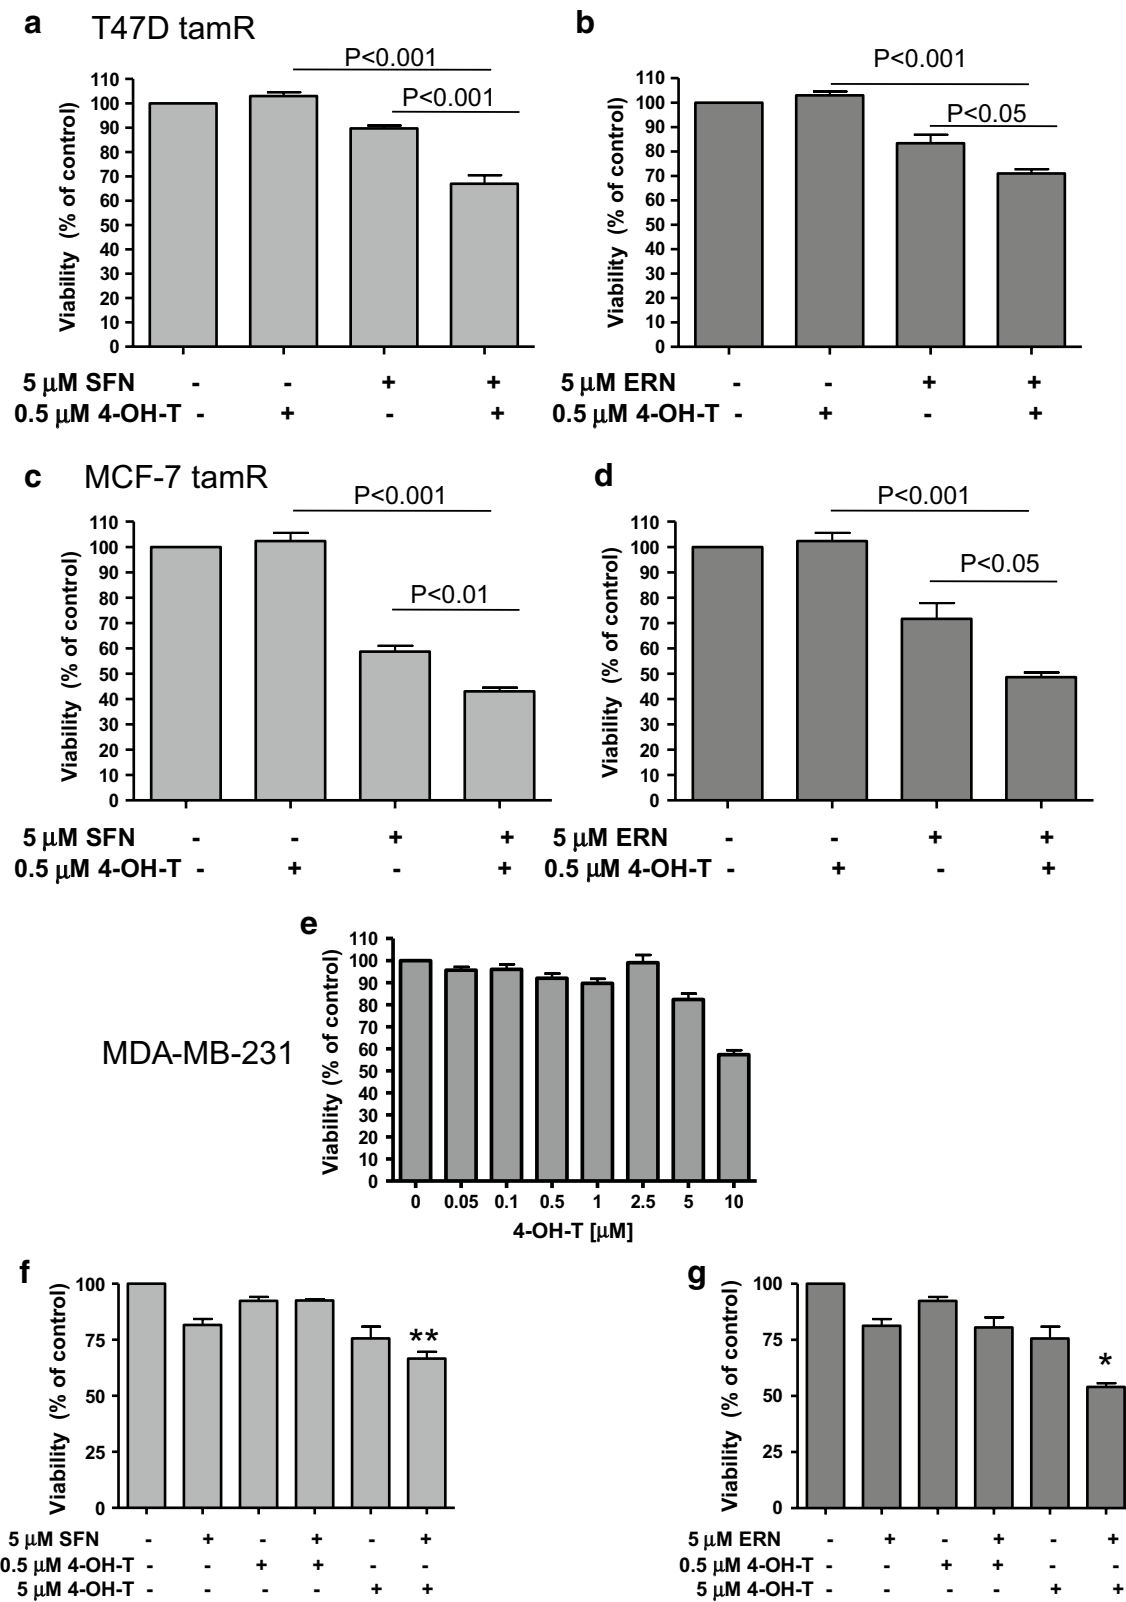 a T47D tamR
P<0.001
P<0.001
Viability (% of control)
110
100
90
80
70
60
50
40
30
20
10
0
5 µM SFN - - + +
0.5 µM 4-OH-T - + - +
b
P<0.001
P<0.05
Viability (% of control)
110
100
90
80
70
60
50
40
30
20
10
0
5 µM ERN - - + +
0.5 µM 4-OH-T - + - +
c MCF-7 tamR
P<0.001
P<0.01
Viability (% of control)
110
100
90
80
70
60
50
40
30
20
10
0
5 µM SFN - - + +
0.5 µM 4-OH-T - + - +
d
P<0.001
P<0.05
Viability (% of control)
110
100
90
80
70
60
50
40
30
20
10
0
5 µM ERN - - + +
0.5 µM 4-OH-T - + - +
e
MDA-MB-231
Viability (% of control)
110
100
90
80
70
60
50
40
30
20
10
0
0 0.05 0.1 0.5 1 2.5 5 10
4-OH-T [µM]
f
Viability (% of control)
100
75
50
25
0
**
5 µM SFN - + - + - +
0.5 µM 4-OH-T - - + + - -
5 µM 4-OH-T - - - - + +
g
Viability (% of control)
100
75
50
25
0
*
5 µM ERN - + - + - +
0.5 µM 4-OH-T - - + + - -
5 µM 4-OH-T - - - - + +